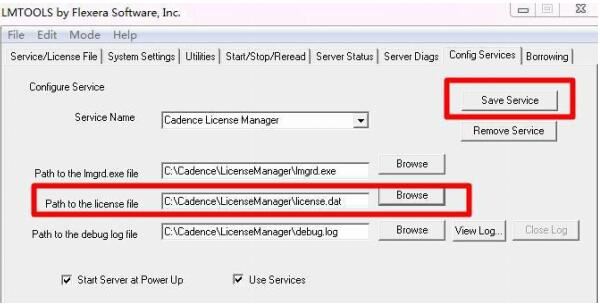 LMTOOLS by Flexera Software, Inc.
File Edit Mode Help
Service/License File System Settings Utilities Start/Stop/Reread Server Status Server Diags Config Services Borrowing
Configure Service
Save Service
Service Name Cadence License Manager
Remove Service
Path to the lmgrd.exe file C:\Cadence\LicenseManager\lmgrd.exe Browse
Path to the license file C:\Cadence\LicenseManager\license.dat Browse
Path to the debug log file C:\Cadence\LicenseManager\debug.log Browse View Log... Close Log
Start Server at Power Up Use Services